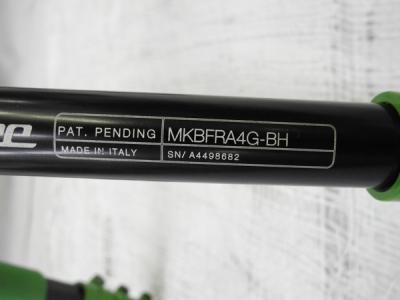 PAT. PENDING MKBFRA4G-BH
MADE IN ITALY SN/ A4498682